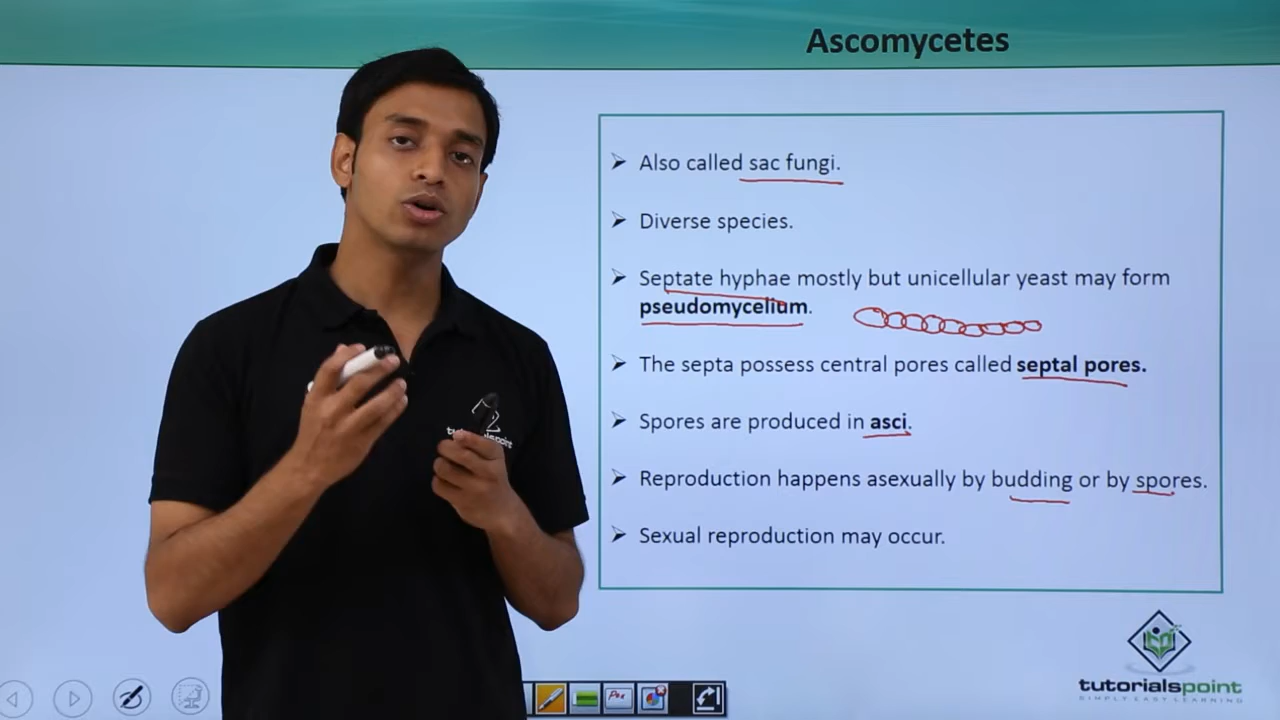 Ascomycetes
Also called sac fungi.
Diverse species.
Septate hyphae mostly but unicellular yeast may form
pseudomycelium.
The septa possess central pores called septal pores.
Spores are produced in asci.
Reproduction happens asexually by budding or by spores.
Sexual reproduction may occur.
tutorialspoint
SIMPLY EASY LEARNING